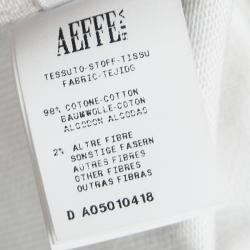 AEFFE
TESSUTO-STOFF-TISSU
FABRIC-TEJIDO
98% COTONE-COTTON
BAUMWOLLE-COTON
ALGODON ALGODAO
2% ALTRE FIBRE
SONSTIGE FASERN
AUTRES FIBRES
OTHER FIBRES
OUTRAS FIBRAS
D A05010418